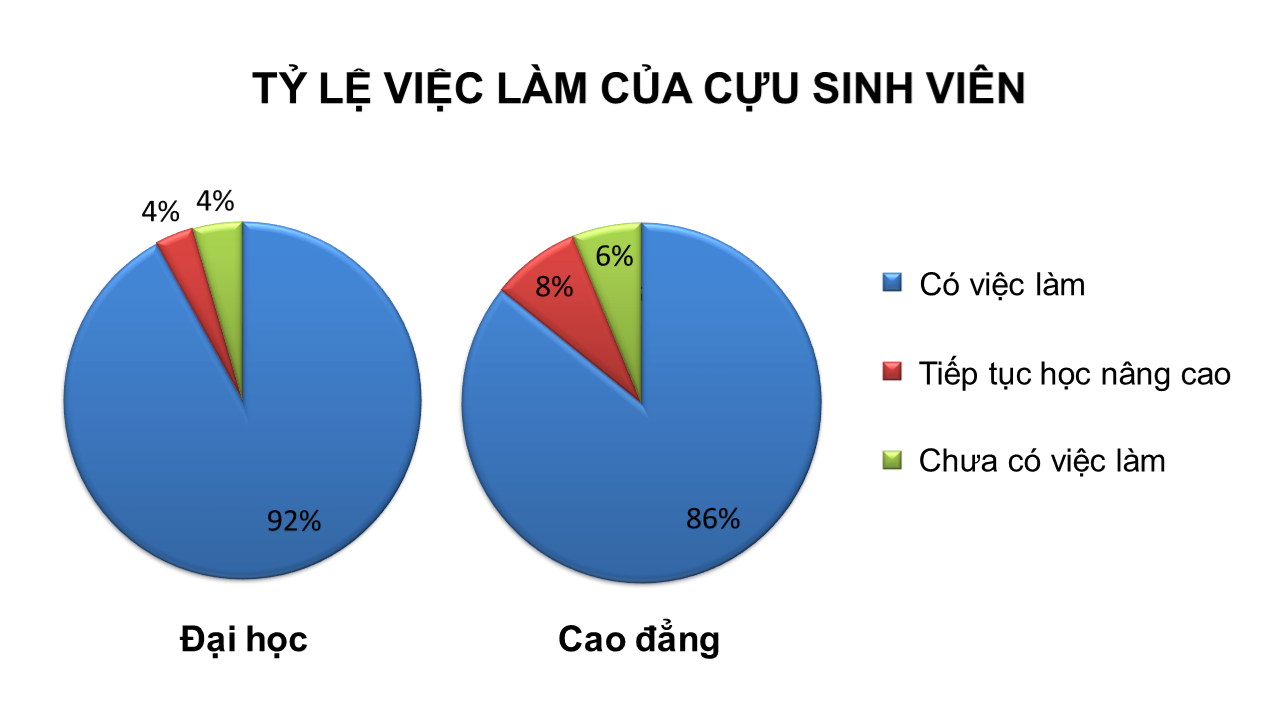 TỶ LỆ VIỆC LÀM CỦA CỰU SINH VIÊN
4%
4%
92%
Đại học
8%
6%
86%
Cao đẳng
Có việc làm
Tiếp tục học nâng cao
Chưa có việc làm